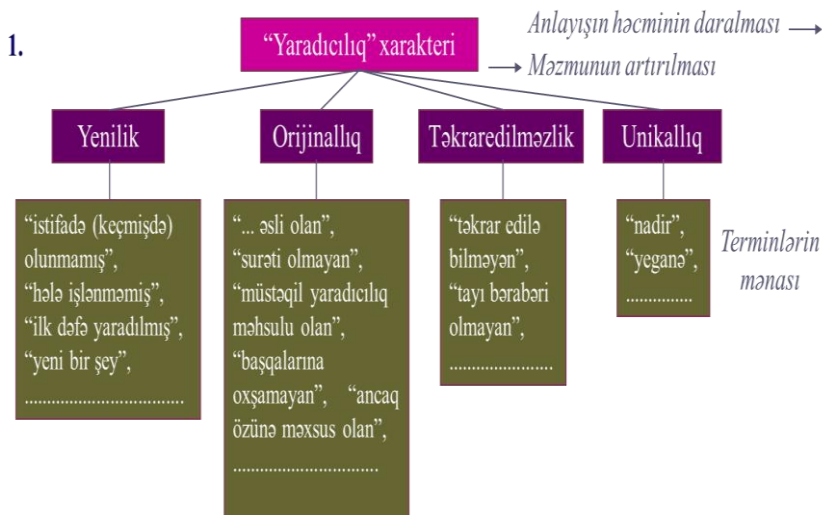 1.
“Yaradıcılıq” xarakteri
Anlayışın həcminin daralması →
→ Məzmunun artırılması
Yenilik
Orijinallıq
Təkraredilməzlik
Unikallıq
“istifadə (keçmişdə)
olunmamış”,
“hələ işlənməmiş”,
“ilk dəfə yaradılmış”,
“yeni bir şey”,
..................................
“... əsli olan”,
“surəti olmayan”,
“müstəqil yaradıcılıq
məhsulu olan”,
“başqalarına
oxşamayan”, “ancaq
özünə məxsus olan”,
...............................
“təkrar edilə
bilməyən”,
“tayı bərabəri
olmayan”,
......................
“nadir”,
“yeganə”,
..............
Terminlərin
mənası